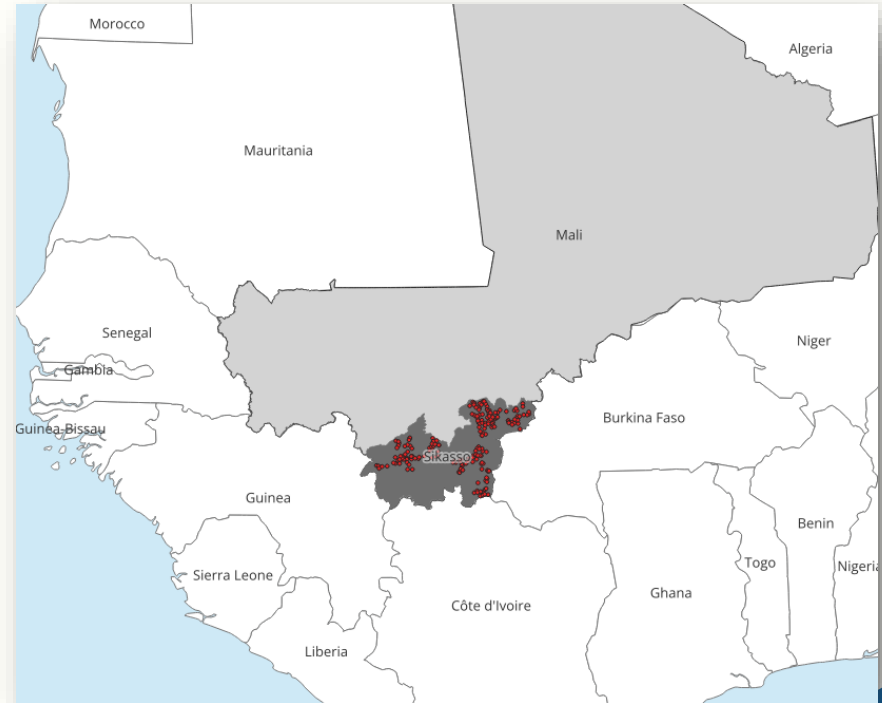 Morocco
Algeria
Mauritania
Mali
Senegal
Niger
Gambia
Burkina Faso
Guinea-Bissau
Sikasso
Guinea
Benin
Togo
Nigeria
Sierra Leone
Ghana
Côte d'Ivoire
Liberia